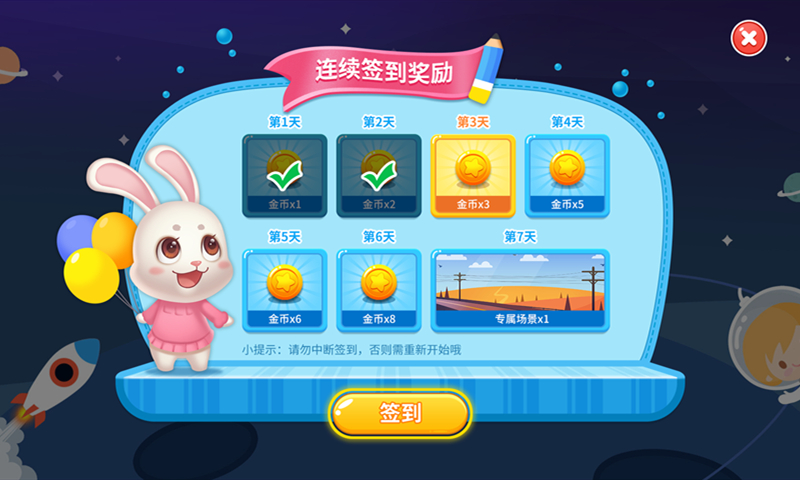 连续签到奖励
第1天
第2天
第3天
第4天
金币x1
金币x2
金币x3
金币x5
第5天
第6天
第7天
金币x6
金币x8
专属场景x1
小提示：请勿中断签到，否则需重新开始哦
签到